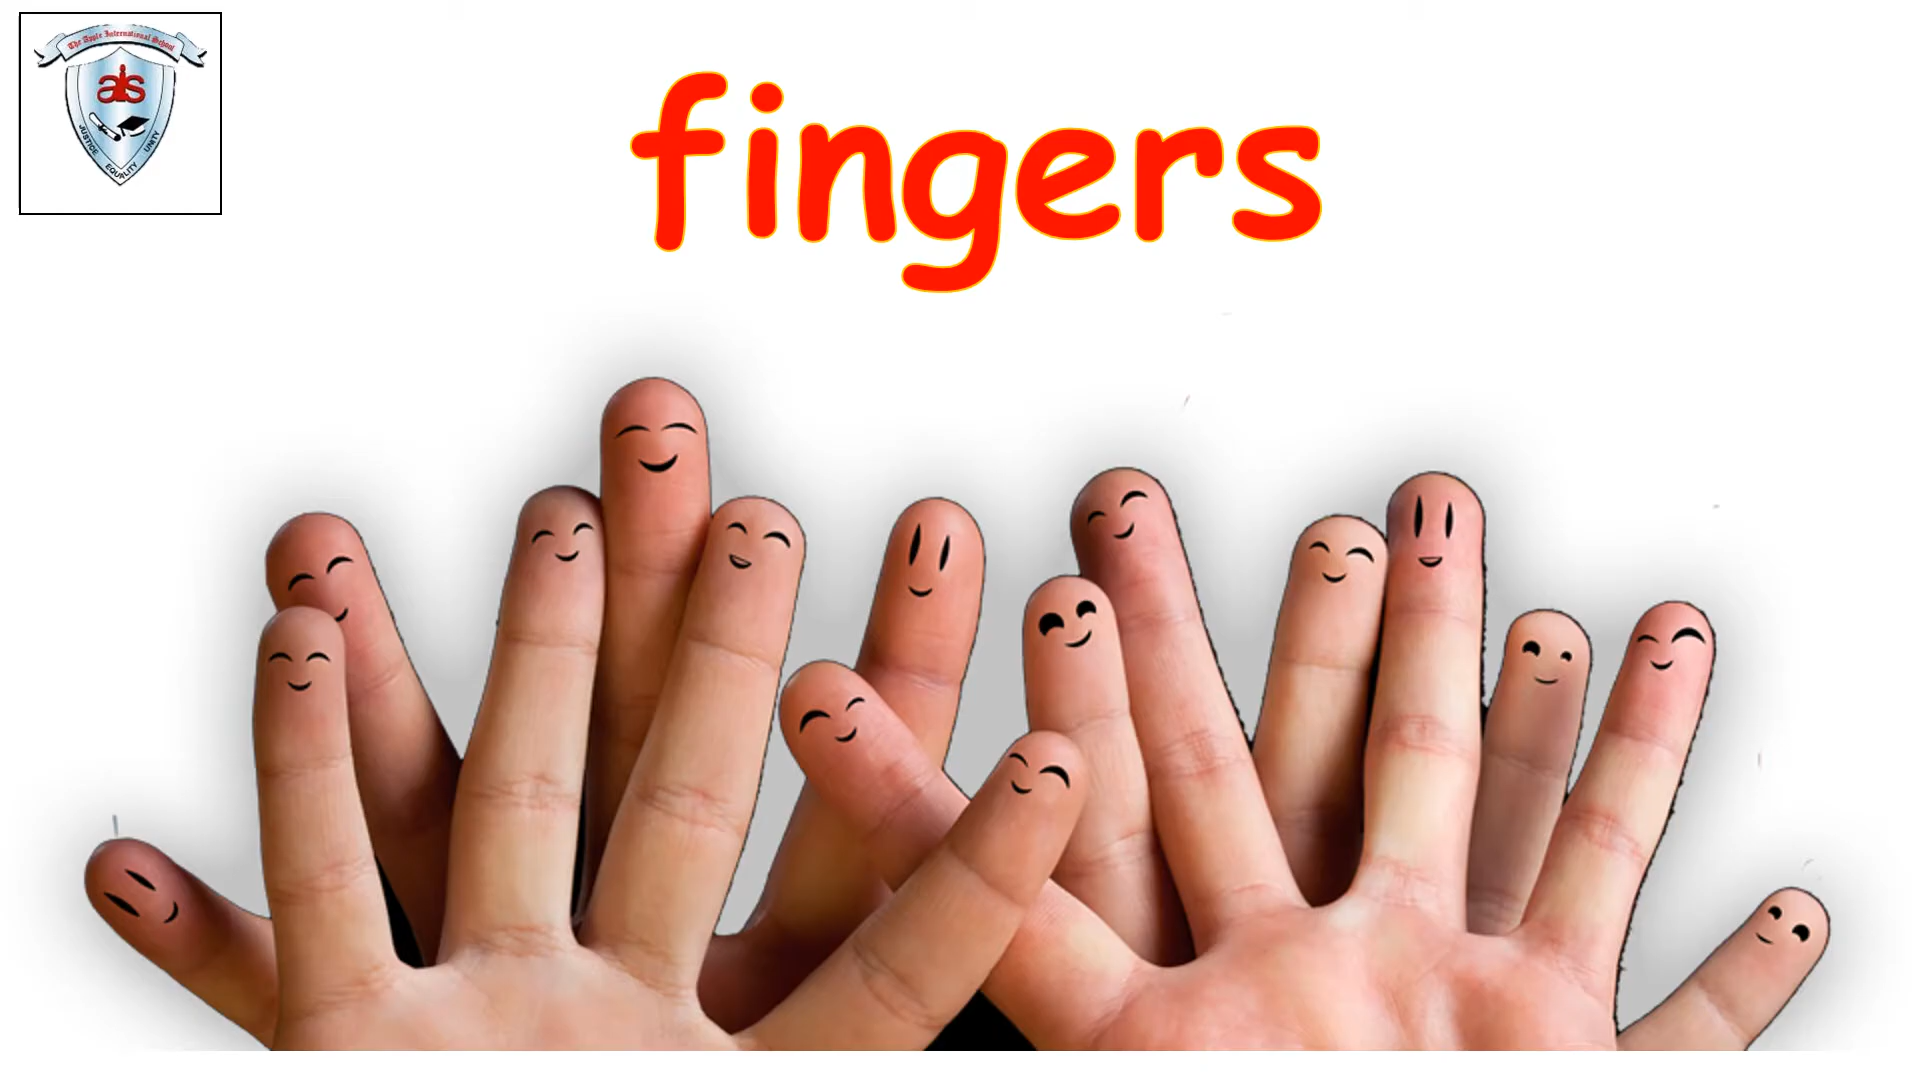 The Apple International School
ais
JUSTICE EQUALITY UNITY
fingers